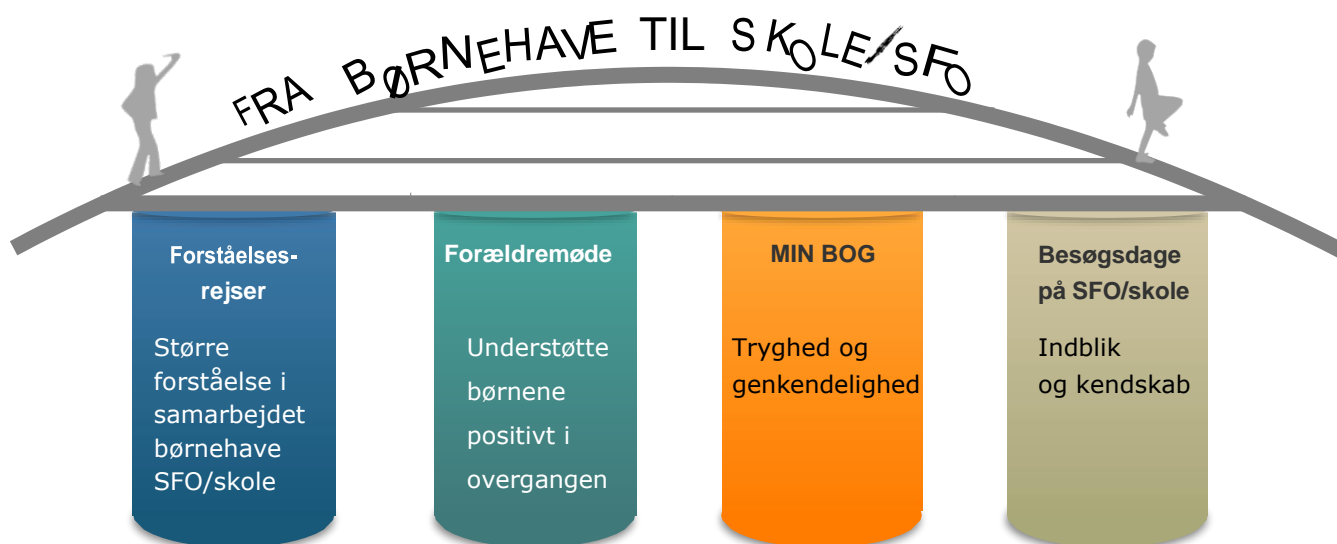 FRA BØRNEHAVE TIL SKOLE/SFO
Forståelses-
rejser
Større
forståelse i
samarbejdet
børnehave
SFO/skole
Forældremøde
Understøtte
børnene
positivt i
overgangen
MIN BOG
Tryghed og
genkendelighed
Besøgsdage
på SFO/skole
Indblik
og kendskab